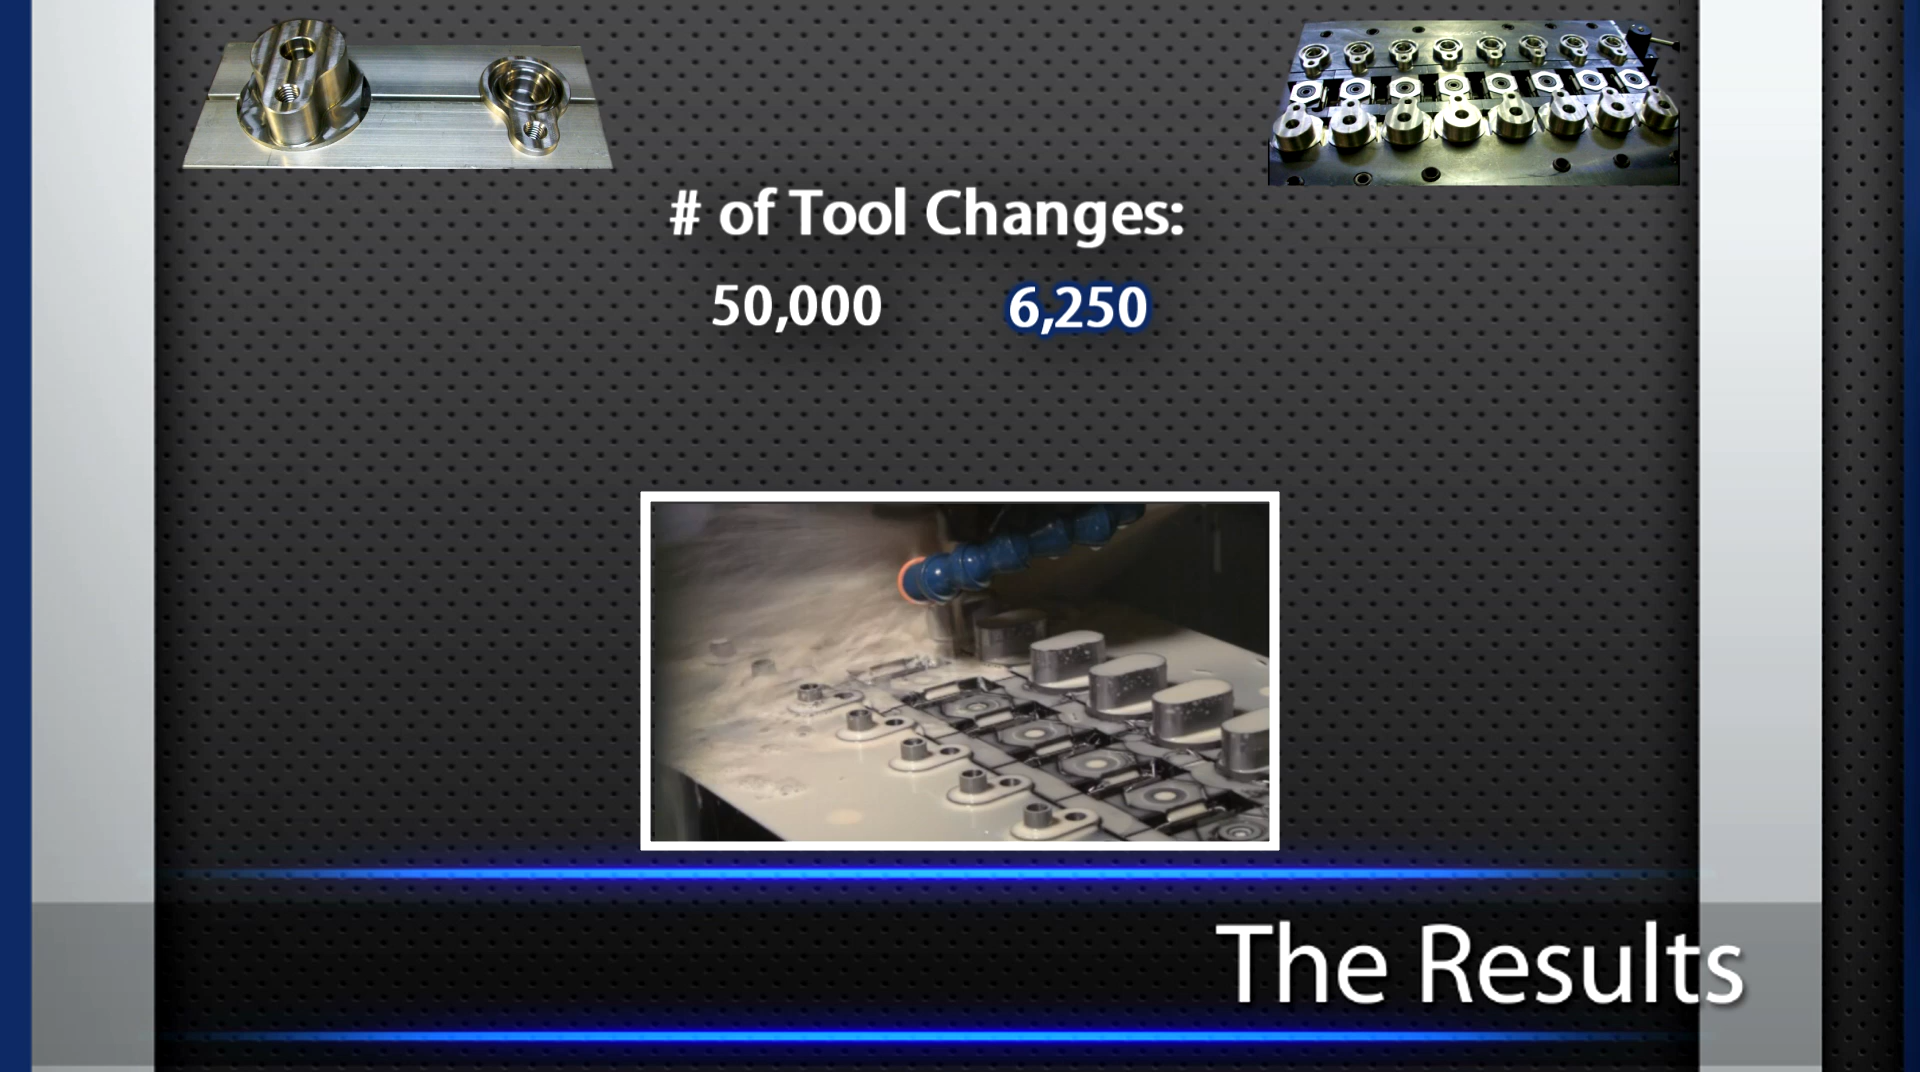 # of Tool Changes:
50,000 6,250
The Results